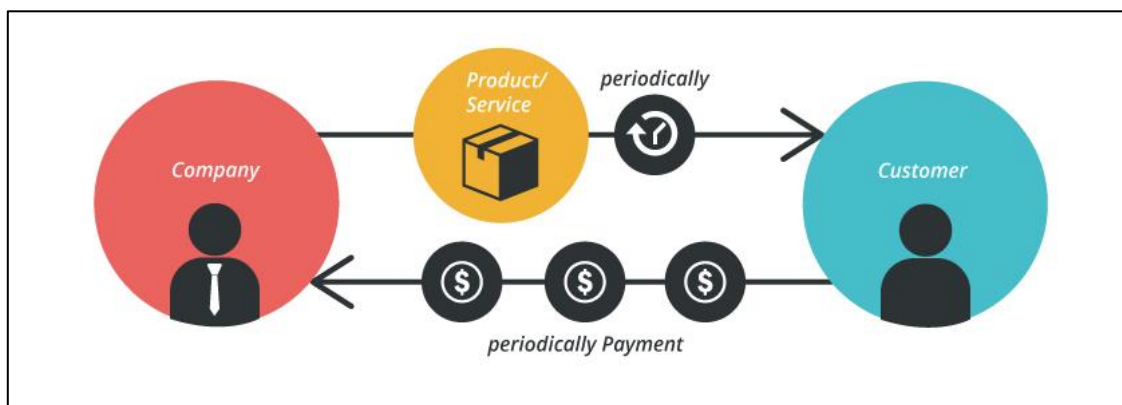 Product/
Service
periodically
Company
Customer
$ $ $
periodically Payment